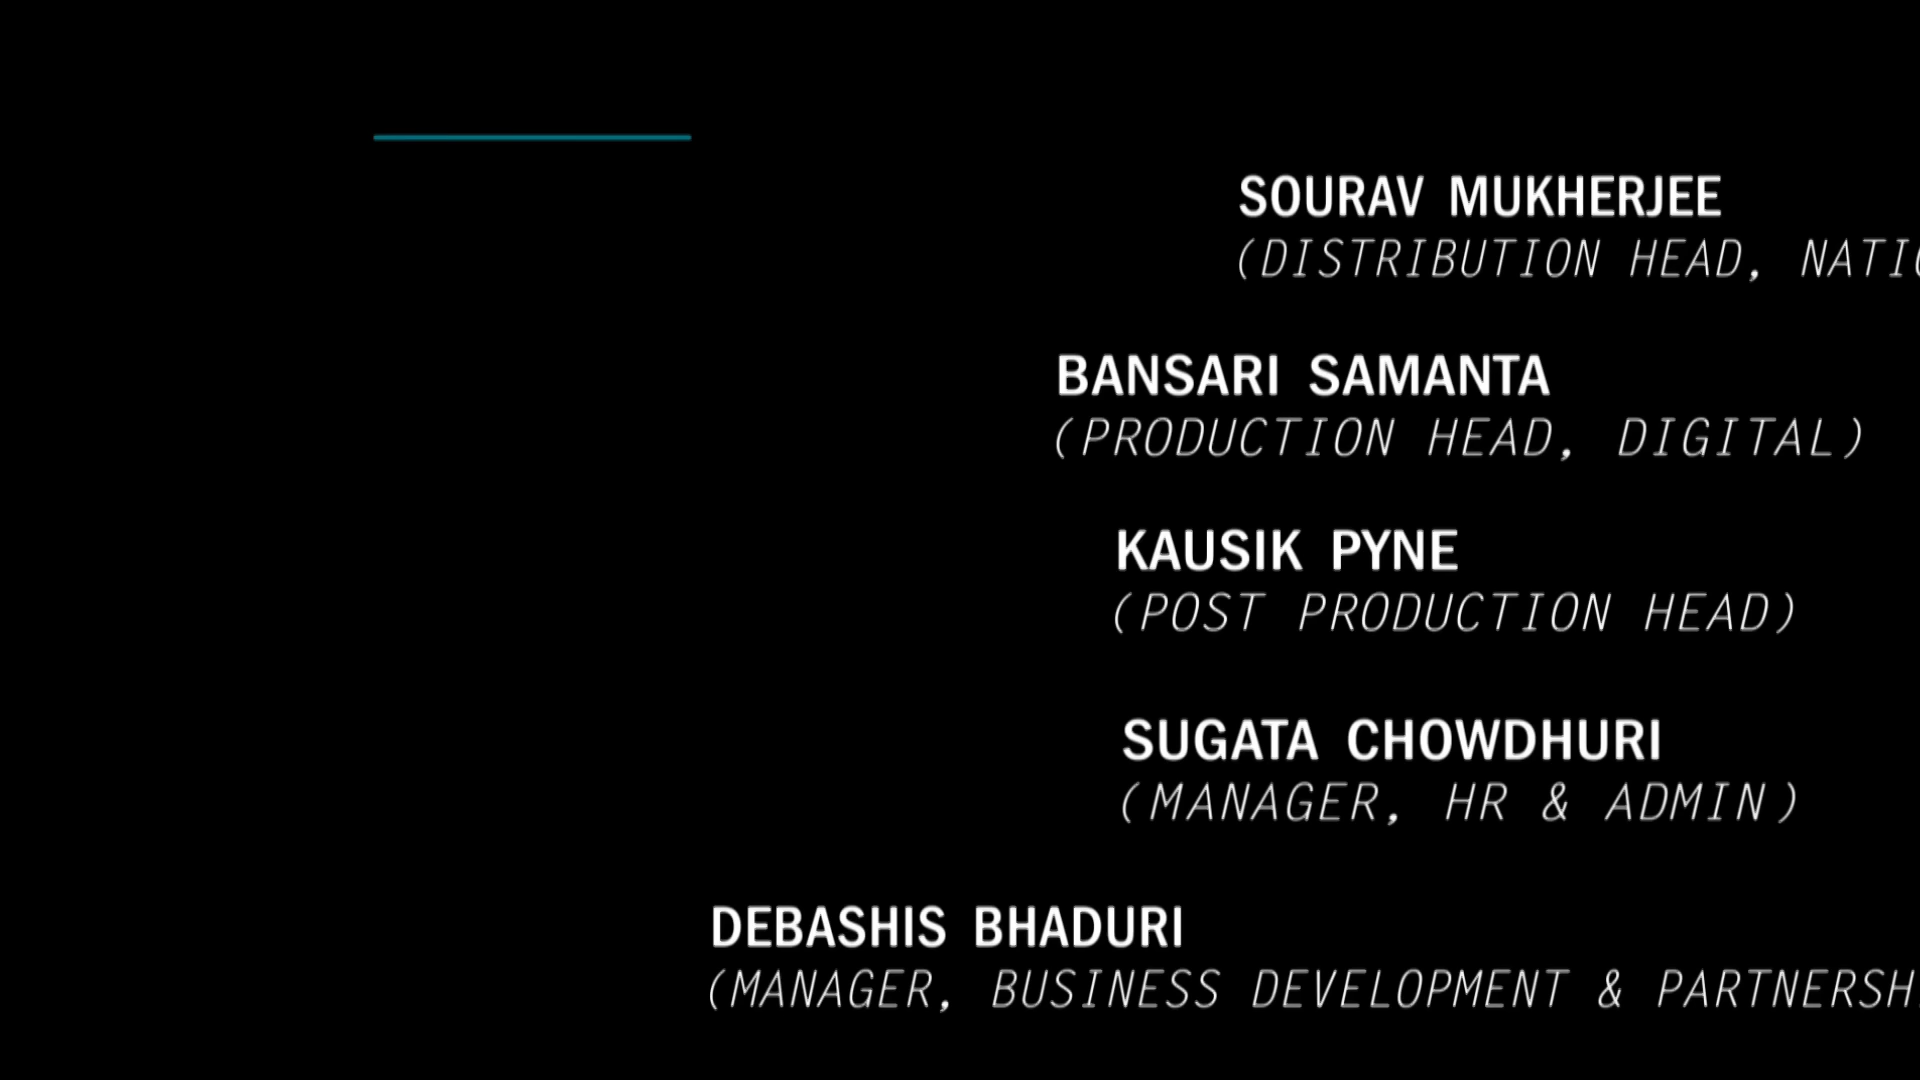 SOURAV MUKHERJEE
(DISTRIBUTION HEAD,
BANSARI SAMANTA
(PRODUCTION HEAD, DIGITAL)
KAUSIK PYNE
(POST PRODUCTION HEAD)
SUGATA CHOWDHURI
(MANAGER, HR & ADMIN)
DEBASHIS BHADURI
(MANAGER, BUSINESS DEVELOPMENT &